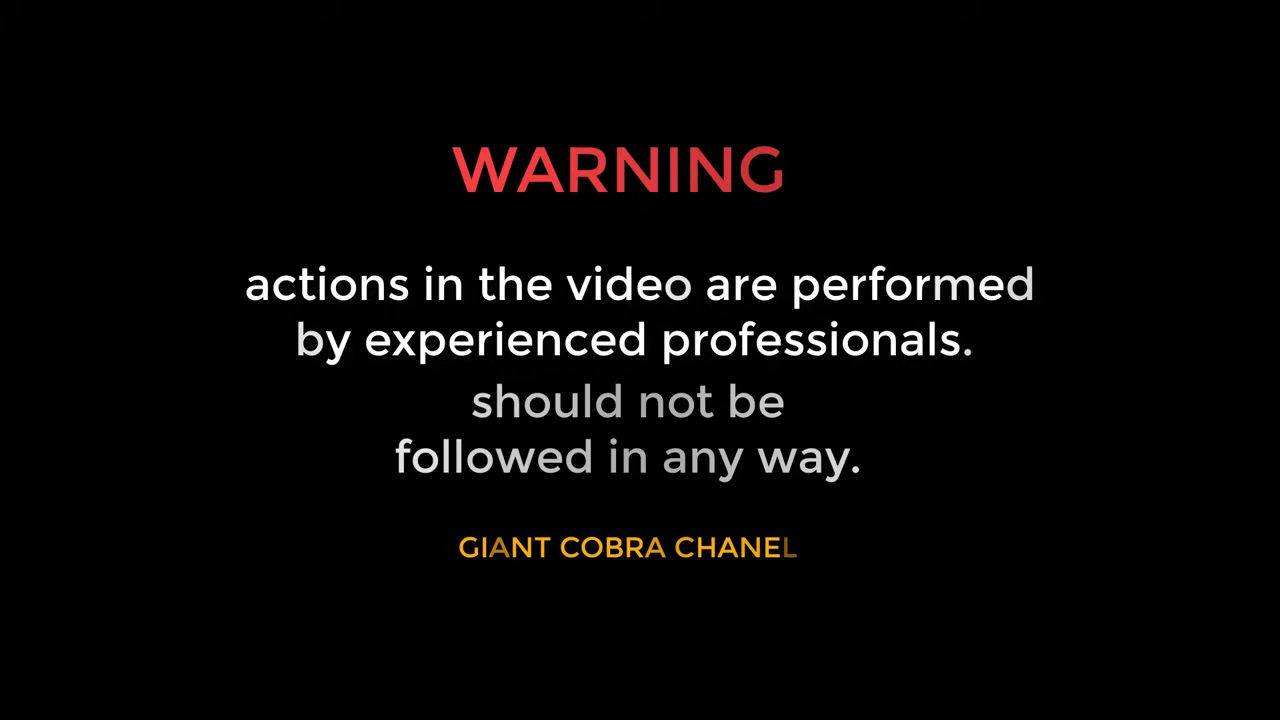 WARNING
actions in the video are performed
by experienced professionals.
should not be
followed in any way.
GIANT COBRA CHANEL